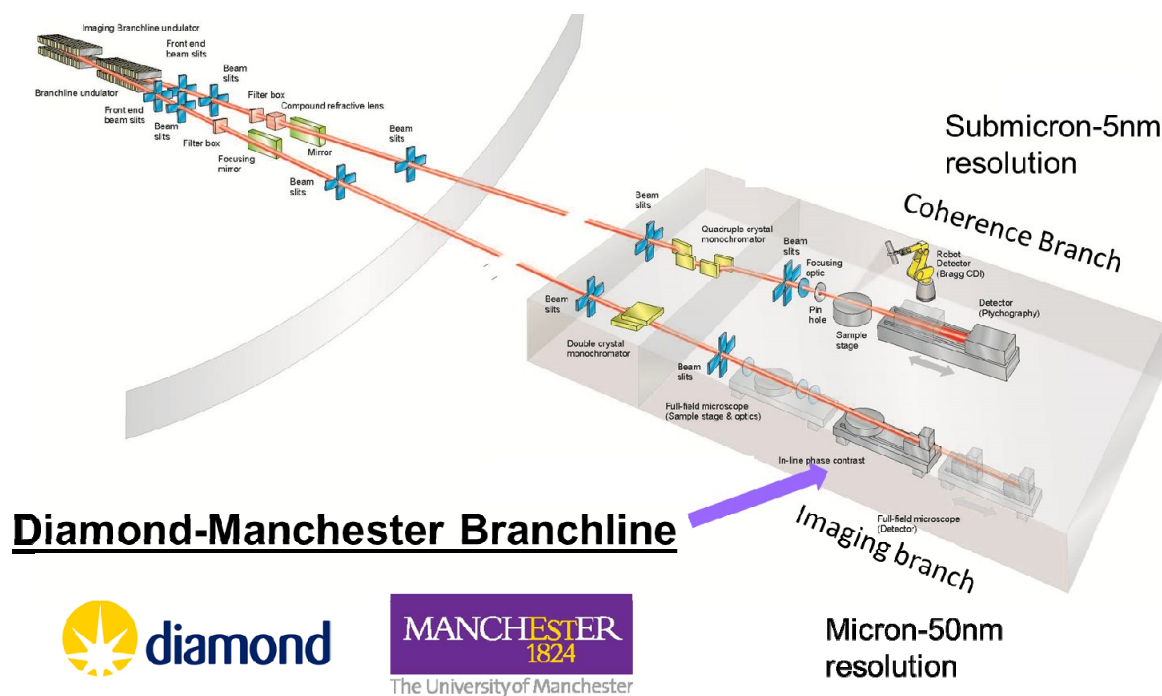 Imaging Branchline undulator
Front end
beam slits
Beam
slits
Filter box
Compound refractive lens
Branchline undulator
Front end
beam slits
Beam
slits
Filter box
Focusing
mirror
Mirror
Beam
slits
Beam
slits
Submicron-5nm
resolution
Coherence Branch
Beam
slits
Quadruple crystal
monochromator
Beam
slits
Focusing
optic
Pin
hole
Sample
stage
Robot
Detector
(Bragg CDI)
Detector
(Ptychography)
Beam
slits
Double crystal
monochromator
Beam
slits
Full-field microscope
(Sample stage & optics)
In-line phase contrast
Full-field microscope
(Detector)
Imaging branch
Diamond-Manchester Branchline
diamond
MANCHESTER
1824
The University of Manchester
Micron-50nm
resolution